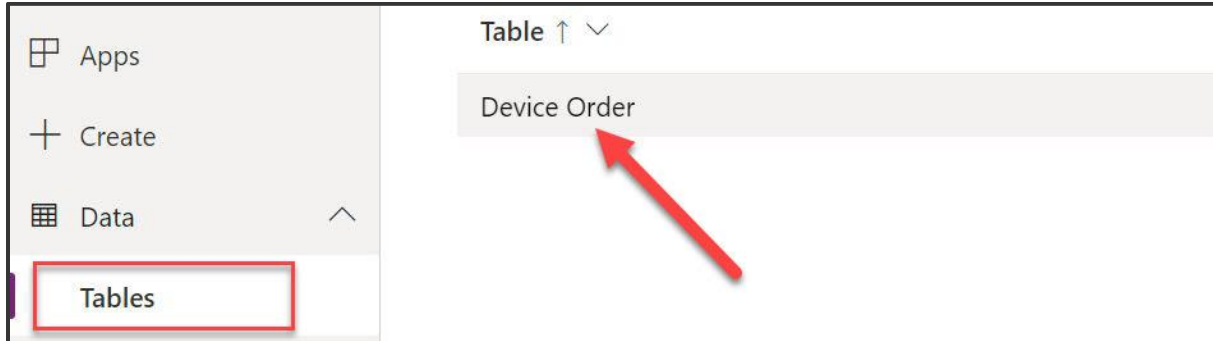 Apps
Create
Data
Tables
Table
Device Order